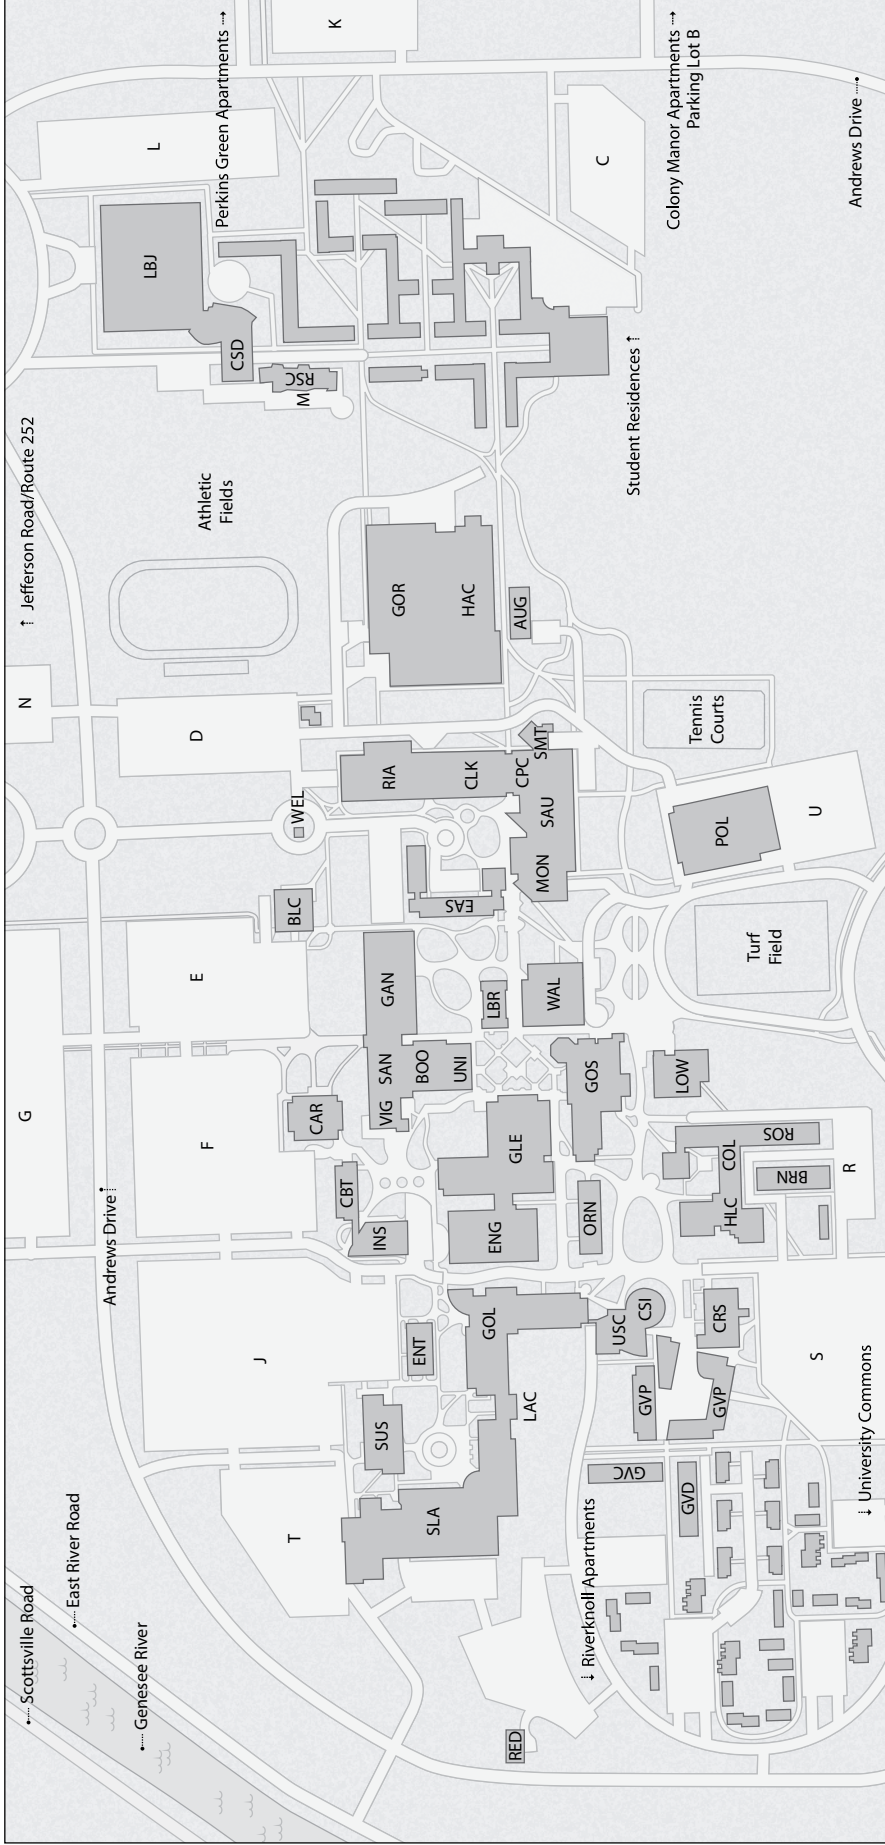 Scottsville Road
East River Road
Genesee River
Andrews Drive
Jefferson Road/Route 252
G
N
T
J
F
E
D
Athletic
Fields
LBJ
L
Perkins Green Apartments
K
CSD
RSC
M
WEL
BLC
CAR
CBT
INS
SUS
ENT
VIG
SAN
GAN
BOO
UNI
EAS
RIA
CLK
CPC
SMT
GOR
HAC
AUG
SLA
LAC
GOL
ENG
GLE
LBR
WAL
MON
SAU
RED
ORN
GOS
Riverknoll Apartments
GVC
GVP
USC
CSI
GVD
GVP
CRS
HLC
COL
ROS
BRN
LOW
R
S
Turf
Field
POL
U
Tennis
Courts
Student Residences
C
Colony Manor Apartments
Parking Lot B
Andrews Drive
University Commons